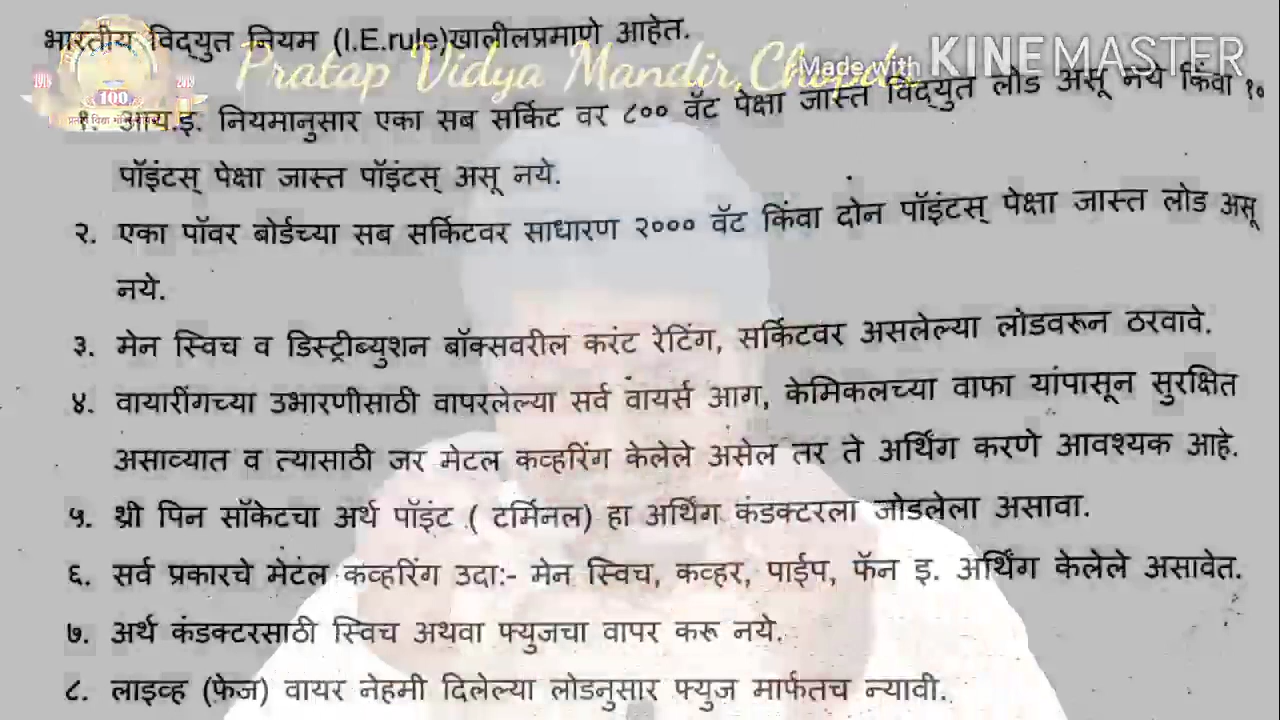 भारतीय विद्युत नियम (I.E.rule)खालीलप्रमाणे आहेत.
Made with KINEMASTER
Pratap Vidya Mandir,Chopda
1918 2019
100
१. आय.इ. नियमानुसार एका सब सर्किट वर ८०० वॅट पेक्षा जास्त विद्युत लोड असू नये किंवा १०
पॉइंटस् पेक्षा जास्त पॉइंटस् असू नये.
२. एका पॉवर बोर्डच्या सब सर्किटवर साधारण २००० वॅट किंवा दोन पॉइंटस् पेक्षा जास्त लोड असू
नये.
३. मेन स्विच व डिस्ट्रीब्युशन बॉक्सवरील करंट रेटिंग, सर्किटवर असलेल्या लोडवरून ठरवावे.
४. वायारींगच्या उभारणीसाठी वापरलेल्या सर्व वायर्स आग, केमिकलच्या वाफा यांपासून सुरक्षित
असाव्यात व त्यासाठी जर मेटल कव्हरिंग केलेले असेल तर ते अर्थिंग करणे आवश्यक आहे.
५. थ्री पिन सॉकेटचा अर्थ पॉइंट ( टर्मिनल) हा अर्थिंग कंडक्टरला जोडलेला असावा.
६. सर्व प्रकारचे मेटल कव्हरिंग उदा:- मेन स्विच, कव्हर, पाईप, फॅन इ. अर्थिंग केलेले असावेत.
७. अर्थ कंडक्टरसाठी स्विच अथवा फ्युजचा वापर करू नये.
८. लाइव्ह (फेज) वायर नेहमी दिलेल्या लोडनुसार फ्युज मार्फतच न्यावी.